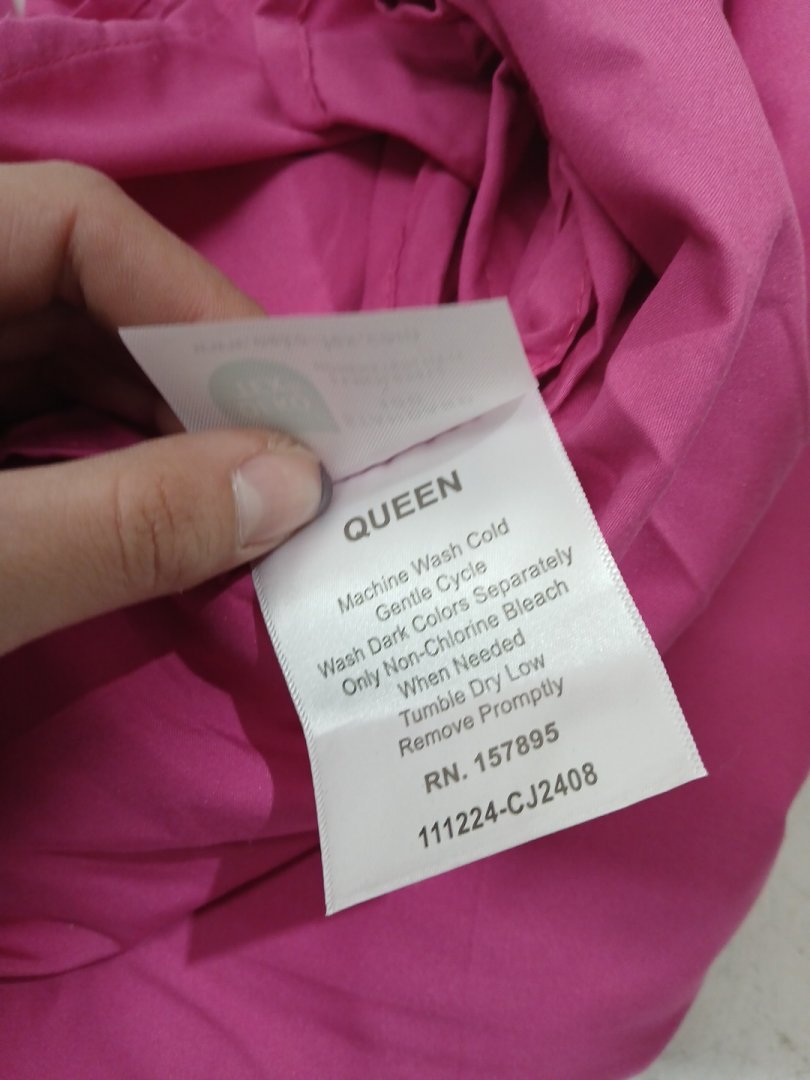 QUEEN
Machine Wash Cold
Gentle Cycle
Wash Dark Colors Separately
Only Non-Chlorine Bleach
When Needed
Tumble Dry Low
Remove Promptly
RN. 157895
111224-CJ2408